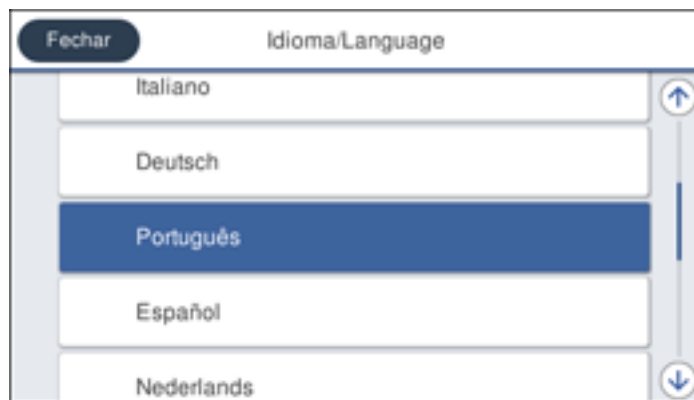 Fechar Idioma/Language
Italiano
Deutsch
Português
Español
Nederlands